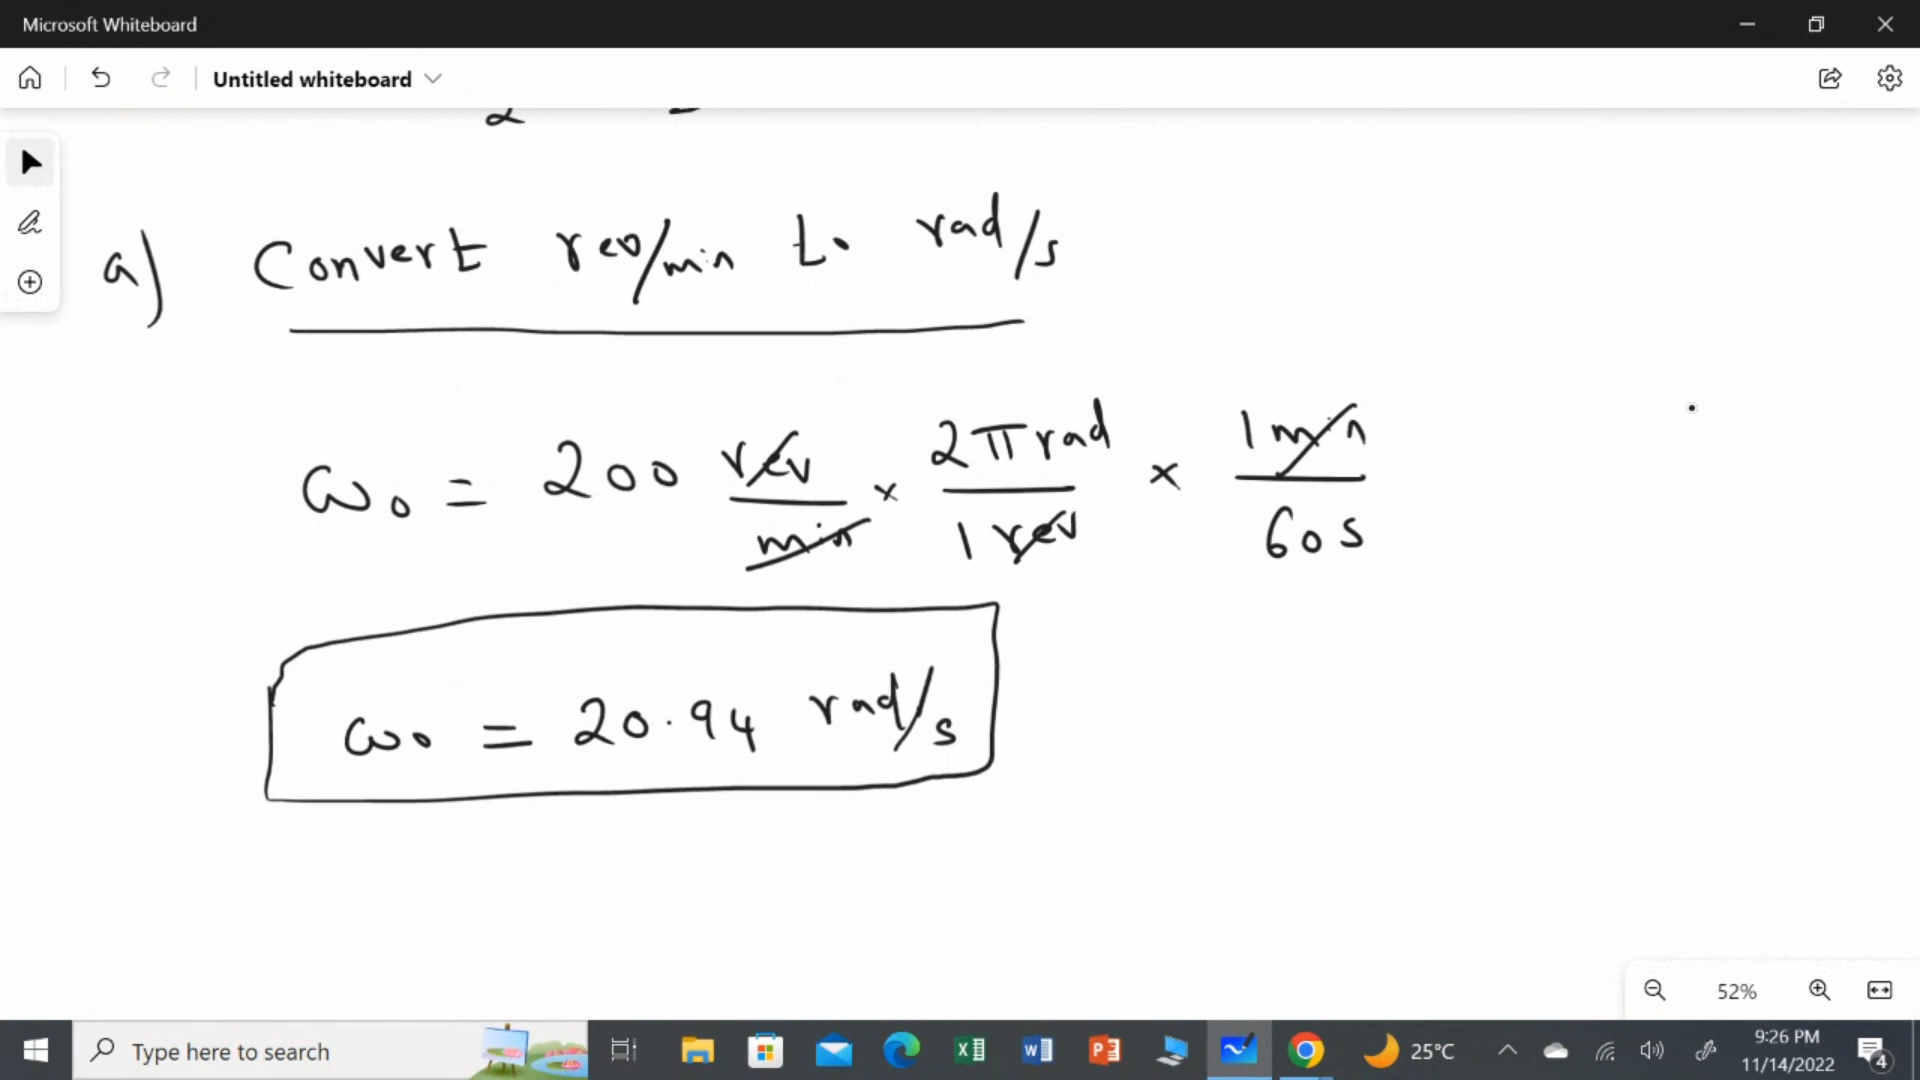 Microsoft Whiteboard
Untitled whiteboard
a) Convert rev/min to rad/s
ω₀ = 200 rev/min × 2π rad/1 rev × 1 min/60 s
ω₀ = 20.94 rad/s
52%
Type here to search
25°C
9:26 PM
11/14/2022
4